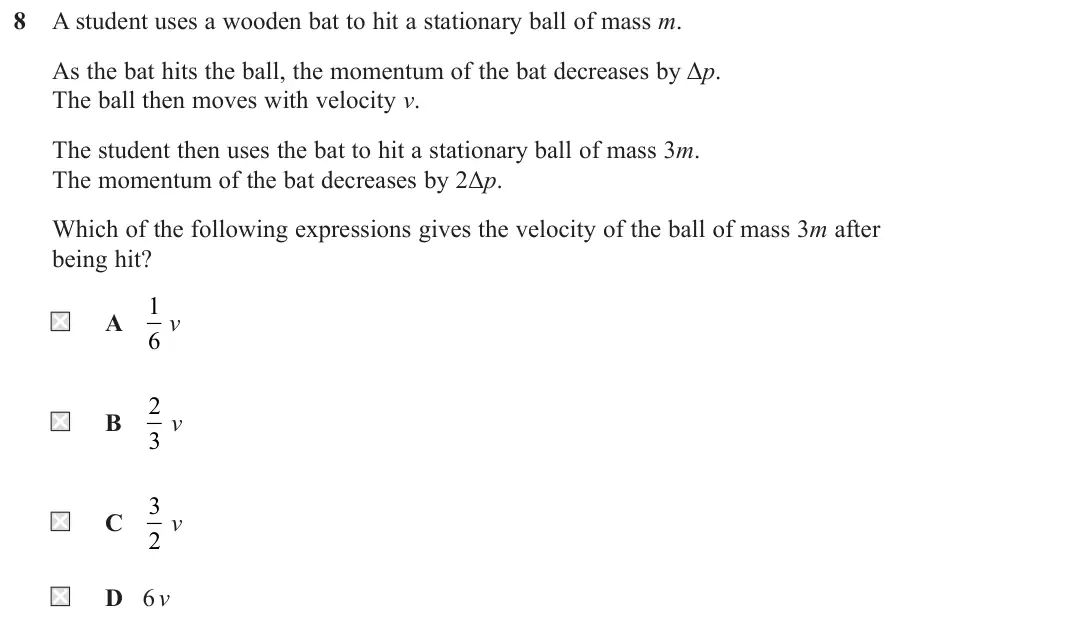 8 A student uses a wooden bat to hit a stationary ball of mass m.
As the bat hits the ball, the momentum of the bat decreases by Δp.
The ball then moves with velocity v.
The student then uses the bat to hit a stationary ball of mass 3m.
The momentum of the bat decreases by 2Δp.
Which of the following expressions gives the velocity of the ball of mass 3m after
being hit?
A 1/6 v
B 2/3 v
C 3/2 v
D 6v